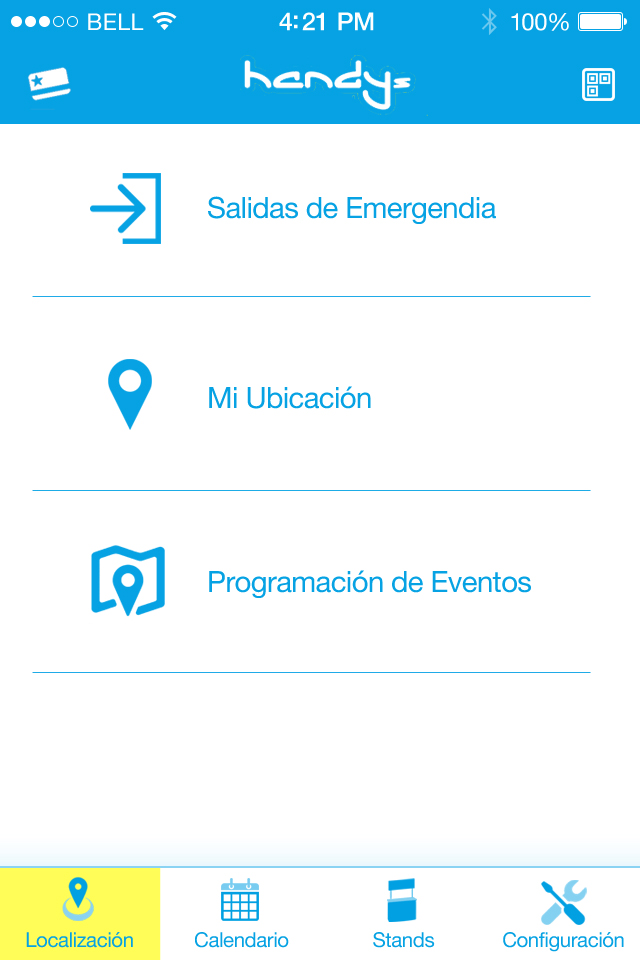 BELL 4:21 PM 100%
handys
Salidas de Emergendia
Mi Ubicación
Programación de Eventos
Localización Calendario Stands Configuración